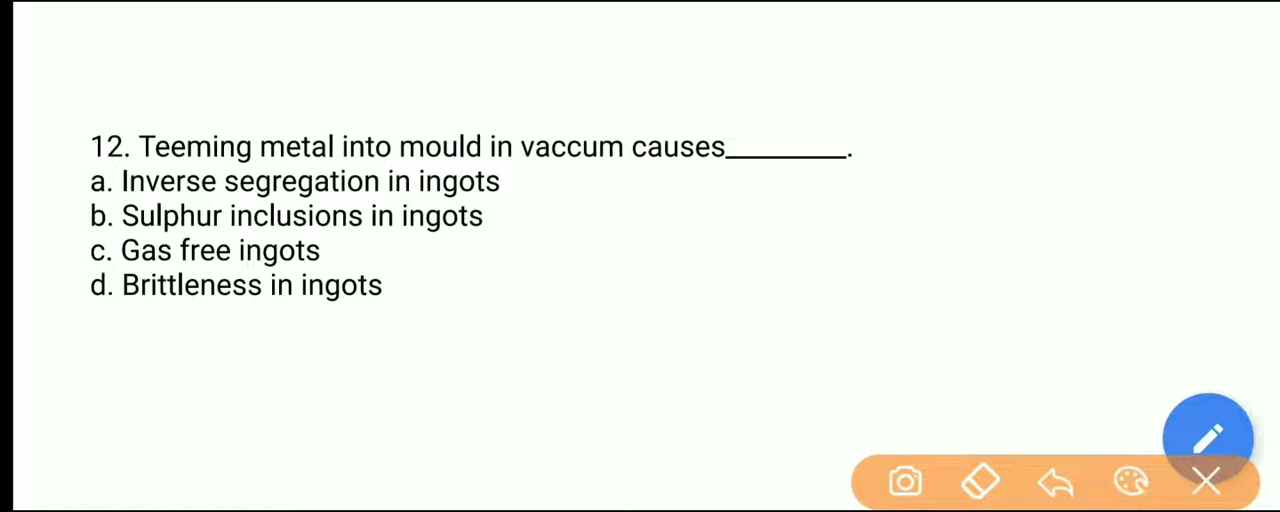 12. Teeming metal into mould in vaccum causes________.
a. Inverse segregation in ingots
b. Sulphur inclusions in ingots
c. Gas free ingots
d. Brittleness in ingots